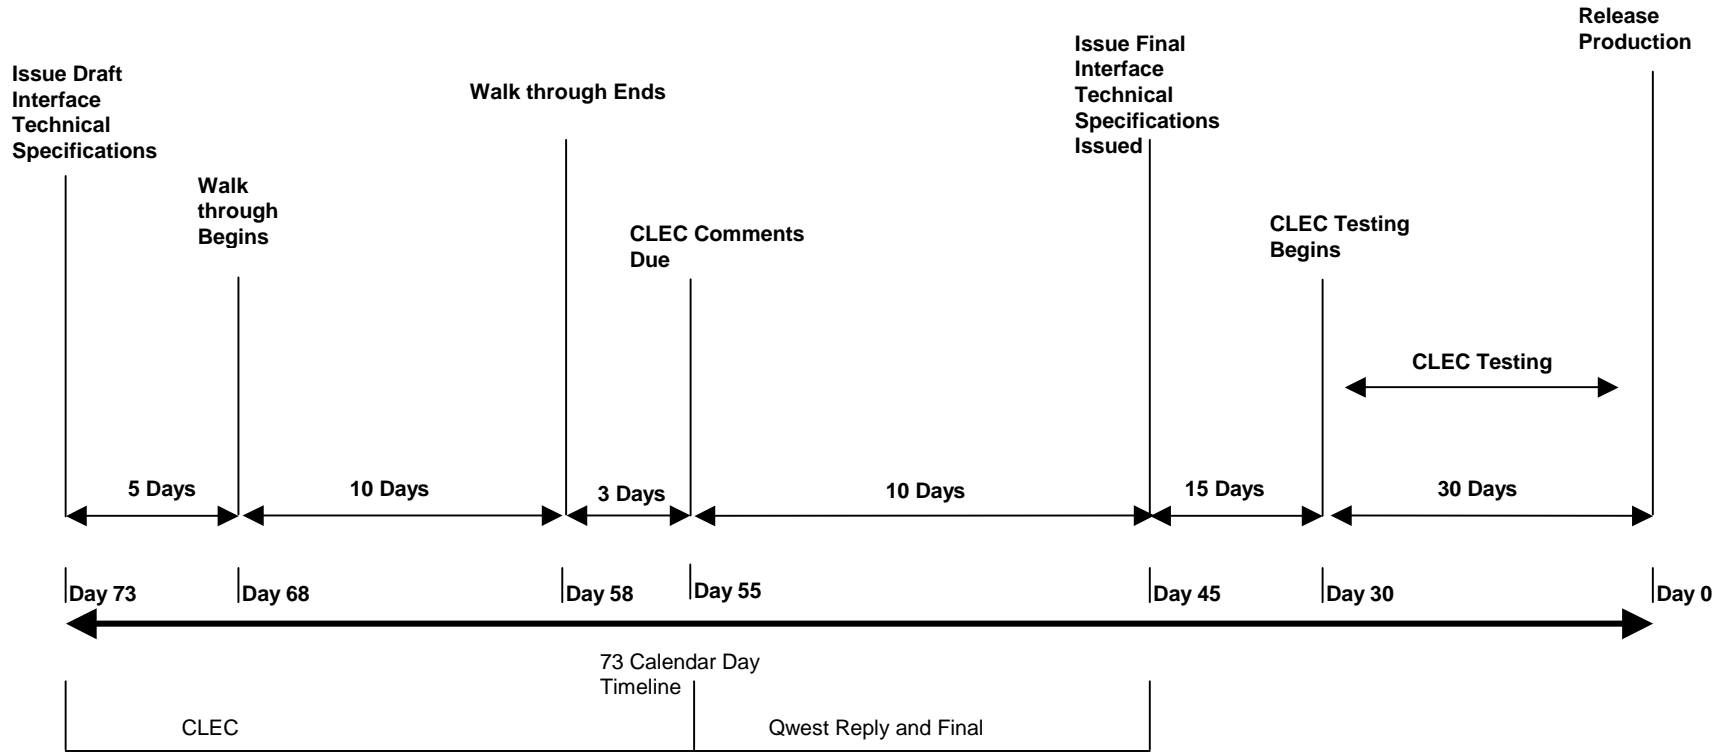 Release
Production
Issue Final
Interface
Technical
Specifications
Issued
Issue Draft
Interface
Technical
Specifications
Walk through Ends
Walk
through
Begins
CLEC Comments
Due
CLEC Testing
Begins
CLEC Testing
5 Days
10 Days
3 Days
10 Days
15 Days
30 Days
Day 73
Day 68
Day 58
Day 55
Day 45
Day 30
Day 0
73 Calendar Day
Timeline
CLEC
Qwest Reply and Final